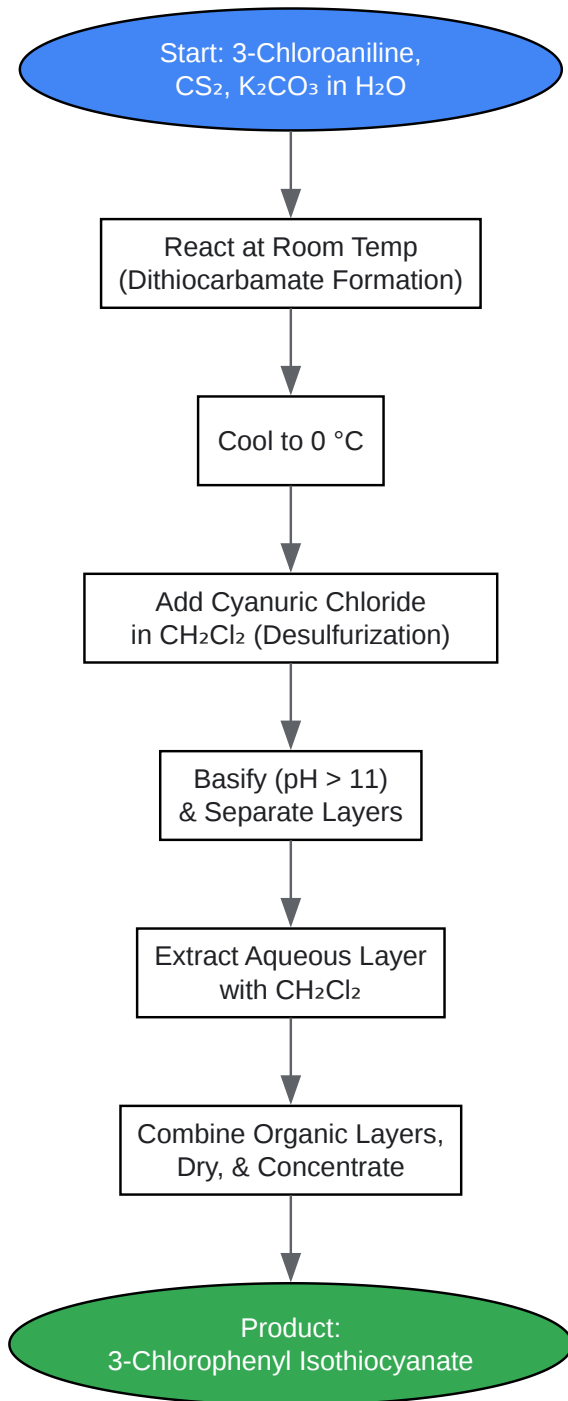 Start: 3-Chloroaniline,
CS₂, K₂CO₃ in H₂O
React at Room Temp
(Dithiocarbamate Formation)
Cool to 0 °C
Add Cyanuric Chloride
in CH₂Cl₂ (Desulfurization)
Basify (pH > 11)
& Separate Layers
Extract Aqueous Layer
with CH₂Cl₂
Combine Organic Layers,
Dry, & Concentrate
Product:
3-Chlorophenyl Isothiocyanate